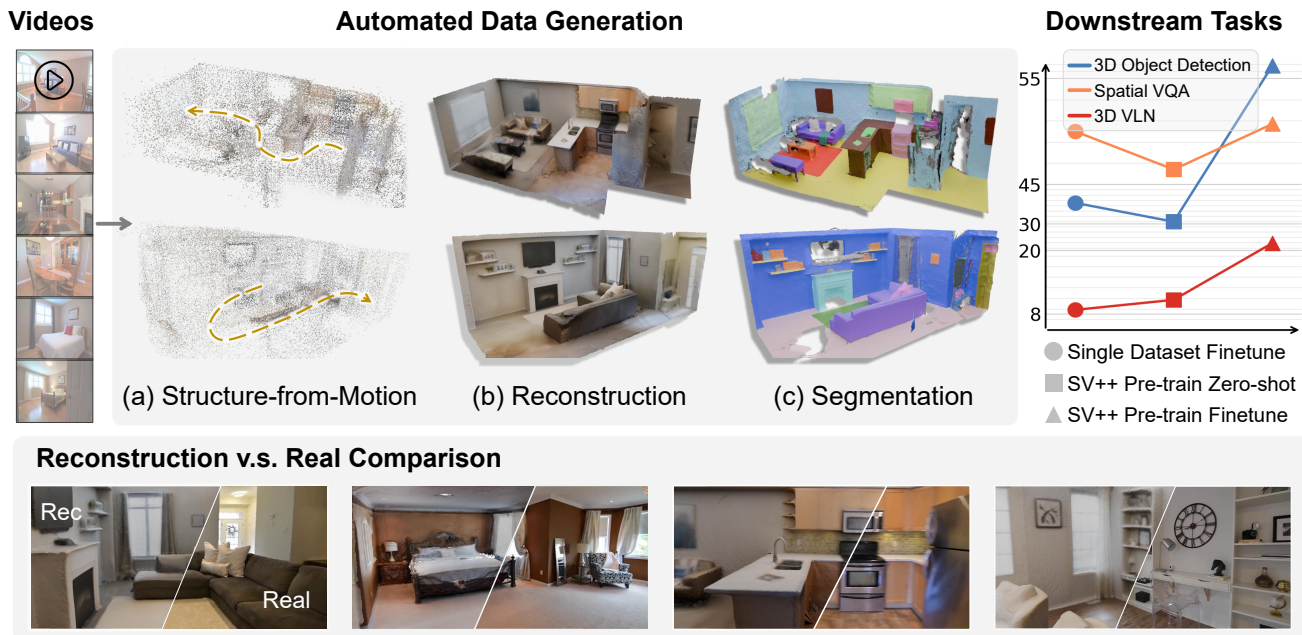 Videos
Automated Data Generation
Downstream Tasks
3D Object Detection
Spatial VQA
3D VLN
55
45
30
20
8
Single Dataset Finetune
SV++ Pre-train Zero-shot
SV++ Pre-train Finetune
(a) Structure-from-Motion
(b) Reconstruction
(c) Segmentation
Reconstruction v.s. Real Comparison
Rec
Real